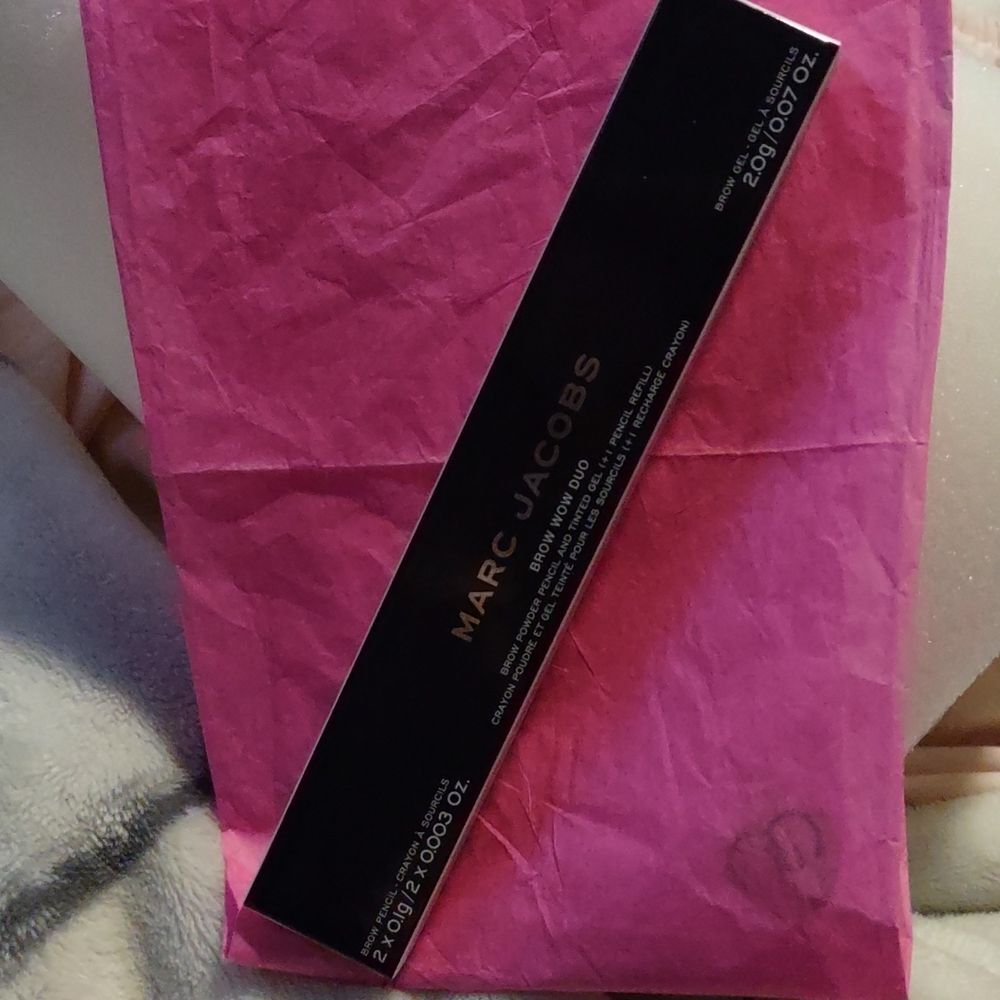 MARC JACOBS
BROW WOW DUO
BROW POWDER PENCIL AND TINTED GEL (+1 PENCIL REFILL)
CRAYON POUDRE ET GEL TEINTÉ POUR LES SOURCILS (+1 RECHARGE CRAYON)
BROW PENCIL · CRAYON À SOURCILS
2 X 0.1g/2 X 0.003 Oz.
BROW GEL · GEL À SOURCILS
2.0g/0.07 Oz.